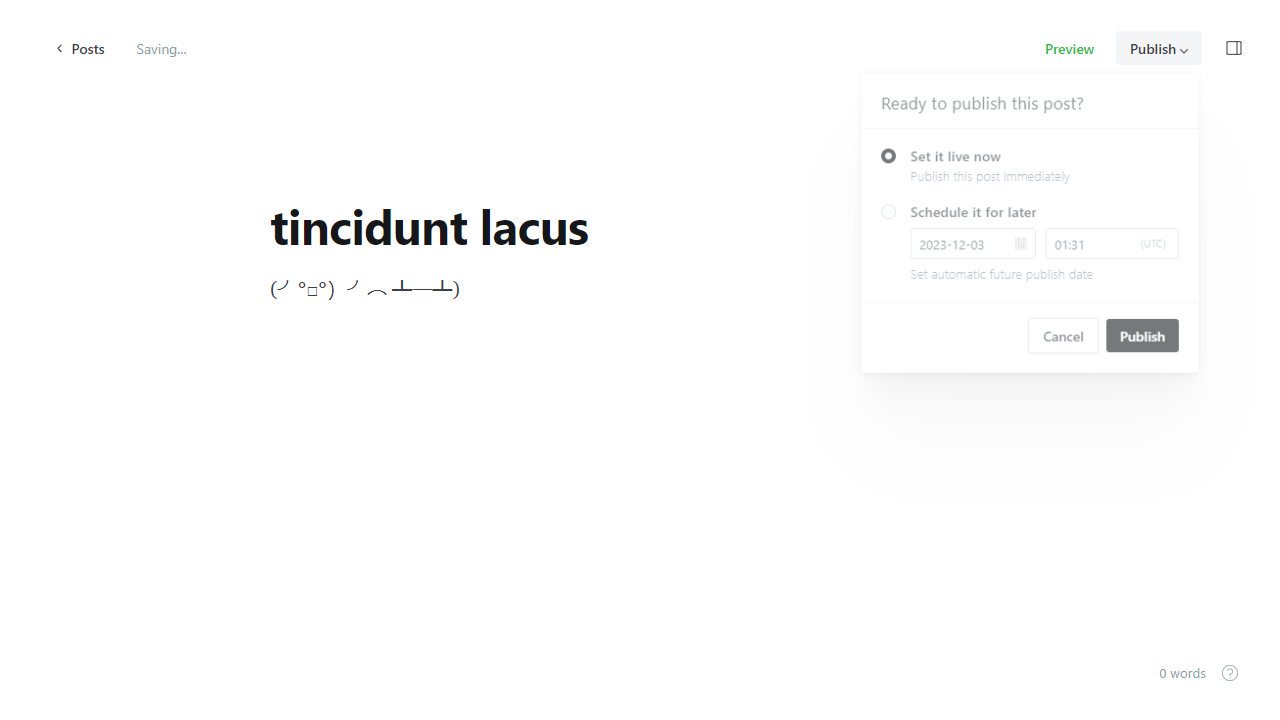 Posts
Saving...
Preview
Publish
Ready to publish this post?
Set it live now
Publish this post immediately
Schedule it for later
2023-12-03
01:31
(UTC)
Set automatic future publish date
Cancel
Publish
tincidunt lacus
(╯°□°）╯︵ ┻━┻)
0 words